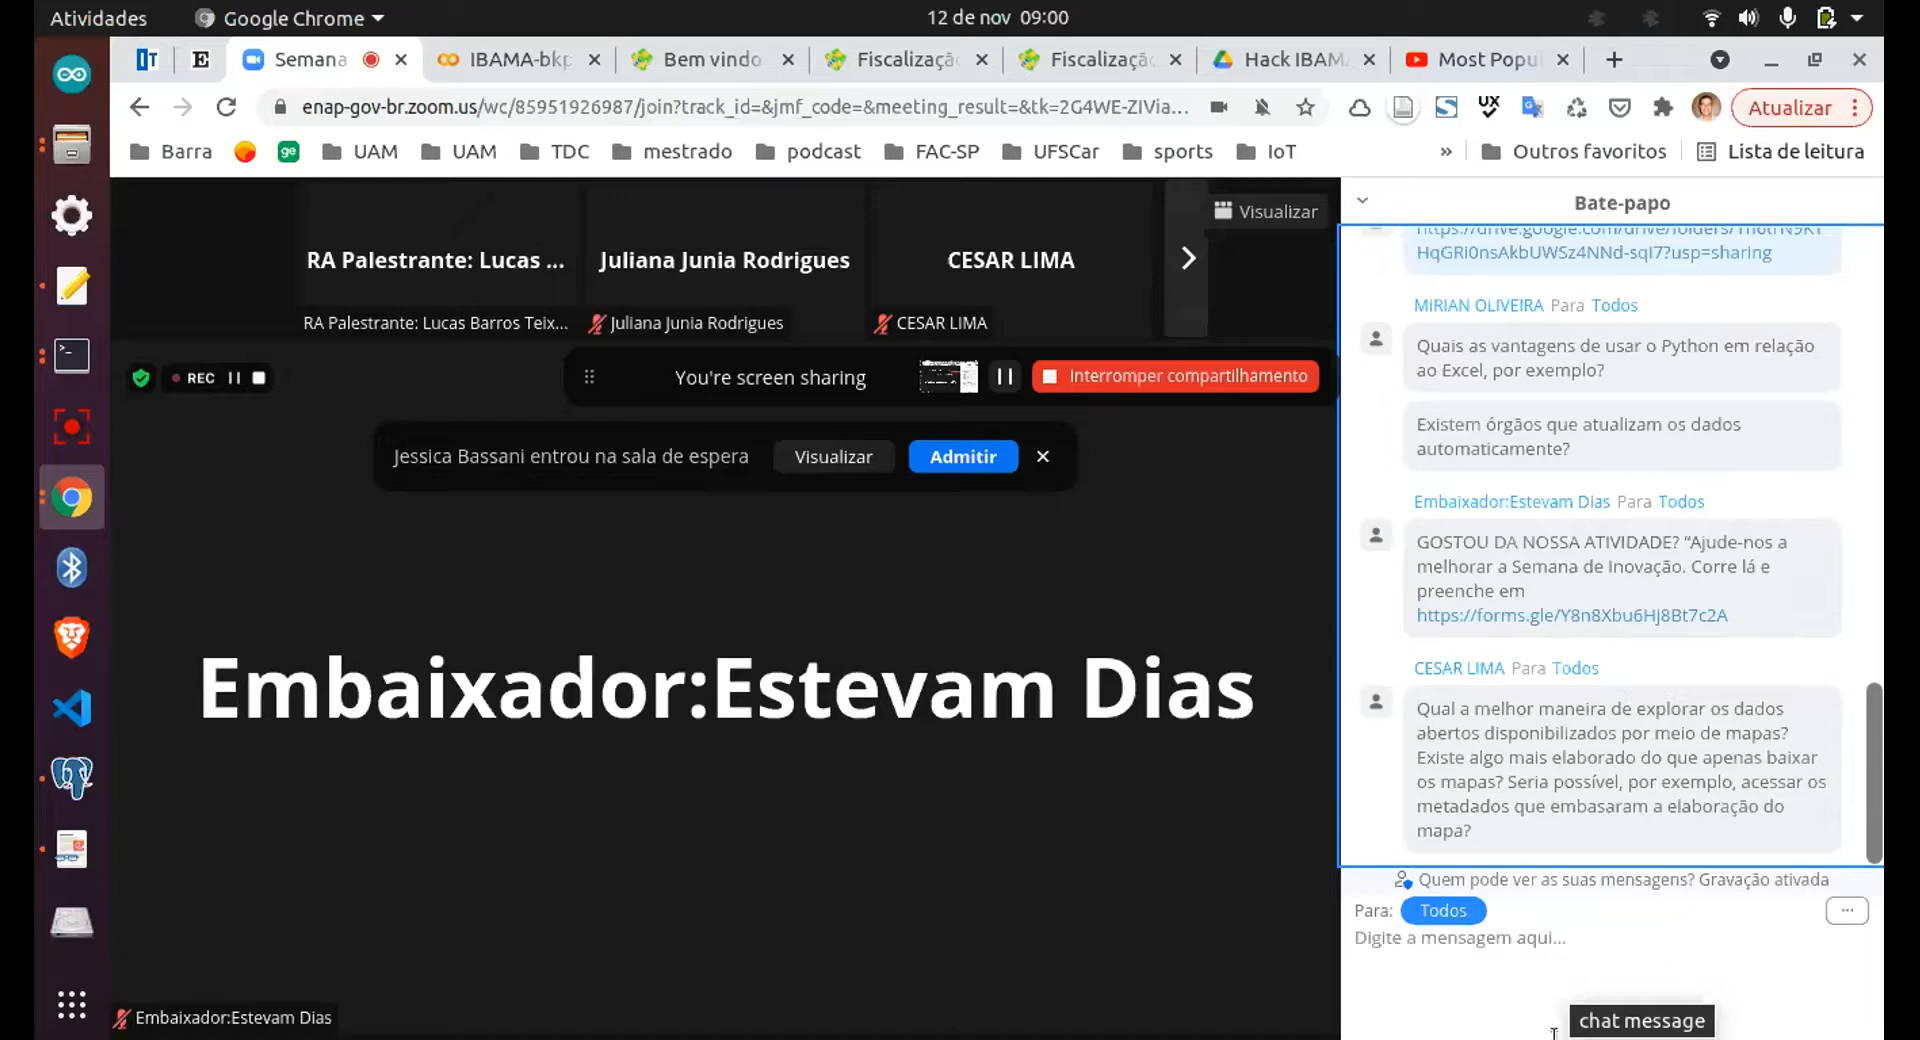 Atividades
Google Chrome
12 de nov 09:00
Semana
IBAMA-bkp
Bem vindo
Fiscalizaçã
Fiscalizaçã
Hack IBAM
Most Popu
enap-gov-br.zoom.us/wc/85951926987/join?track_id=&jmf_code=&meeting_result=&tk=2G4WE-ZIVia...
UX
Atualizar
Barra
ge
UAM
UAM
TDC
mestrado
podcast
FAC-SP
UFSCar
sports
IoT
»
Outros favoritos
Lista de leitura
RA Palestrante: Lucas ...
Juliana Junia Rodrigues
CESAR LIMA
Visualizar
RA Palestrante: Lucas Barros Teix...
Juliana Junia Rodrigues
CESAR LIMA
REC
You're screen sharing
Interromper compartilhamento
Jessica Bassani entrou na sala de espera
Visualizar
Admitir
Embaixador:Estevam Dias
Embaixador:Estevam Dias
Bate-papo
HqGRi0nsAkbUWSz4NNd-sqI7?usp=sharing
MIRIAN OLIVEIRA Para Todos
Quais as vantagens de usar o Python em relação
ao Excel, por exemplo?
Existem órgãos que atualizam os dados
automaticamente?
Embaixador:Estevam Dias Para Todos
GOSTOU DA NOSSA ATIVIDADE? “Ajude-nos a
melhorar a Semana de Inovação. Corre lá e
preenche em
https://forms.gle/Y8n8Xbu6Hj8Bt7c2A
CESAR LIMA Para Todos
Qual a melhor maneira de explorar os dados
abertos disponibilizados por meio de mapas?
Existe algo mais elaborado do que apenas baixar
os mapas? Seria possível, por exemplo, acessar os
metadados que embasaram a elaboração do
mapa?
Quem pode ver as suas mensagens? Gravação ativada
Para: Todos
Digite a mensagem aqui...
chat message